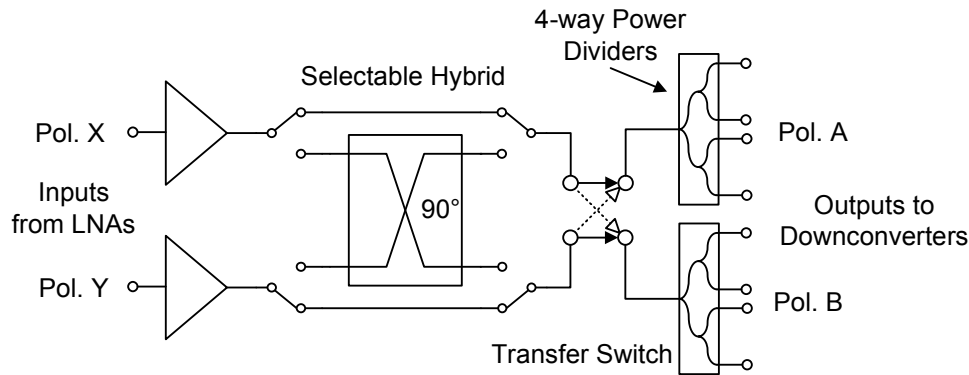 4-way Power
Dividers
Selectable Hybrid
Pol. X
Pol. A
Inputs
from LNAs
90°
Outputs to
Downconverters
Pol. Y
Pol. B
Transfer Switch